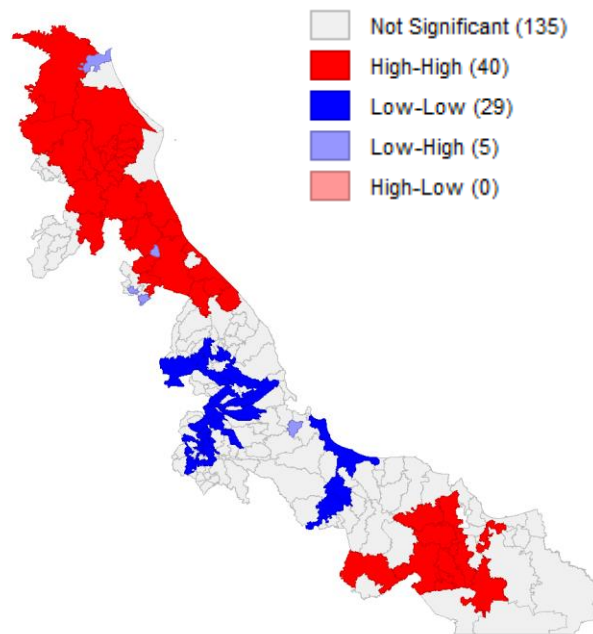 Not Significant (135)
High-High (40)
Low-Low (29)
Low-High (5)
High-Low (0)